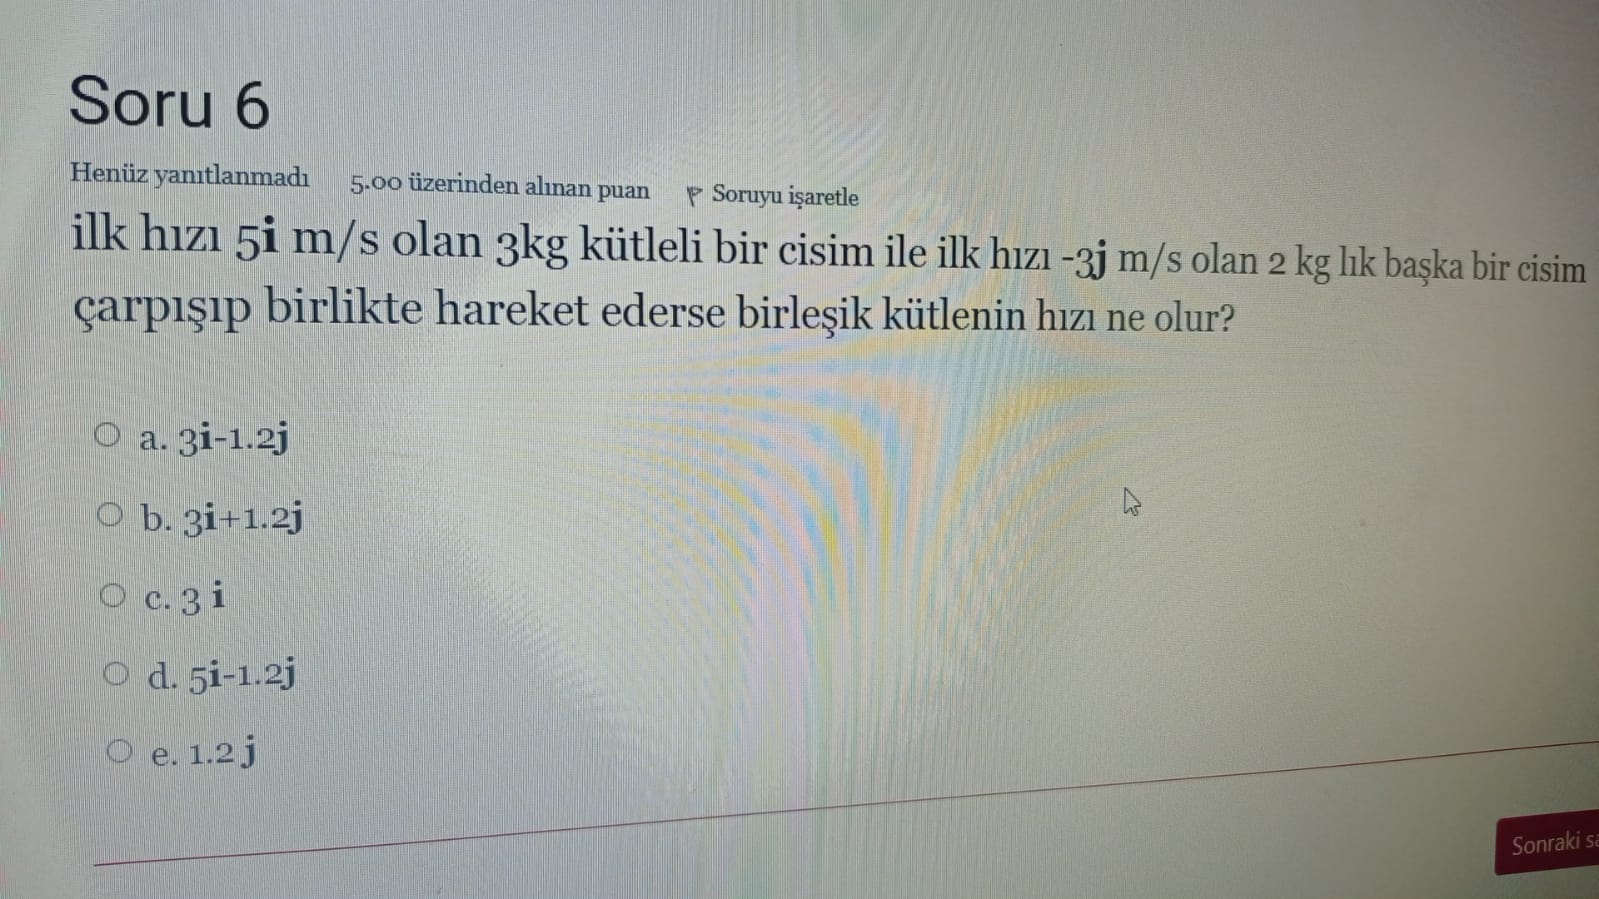 Soru 6
Henüz yanıtlanmadı 5.00 üzerinden alınan puan Soruyu işaretle
ilk hızı 5i m/s olan 3kg kütleli bir cisim ile ilk hızı -3j m/s olan 2 kg lık başka bir cisim
çarpışıp birlikte hareket ederse birleşik kütlenin hızı ne olur?
a. 3i-1.2j
b. 3i+1.2j
c. 3 i
d. 5i-1.2j
e. 1.2 j
Sonraki